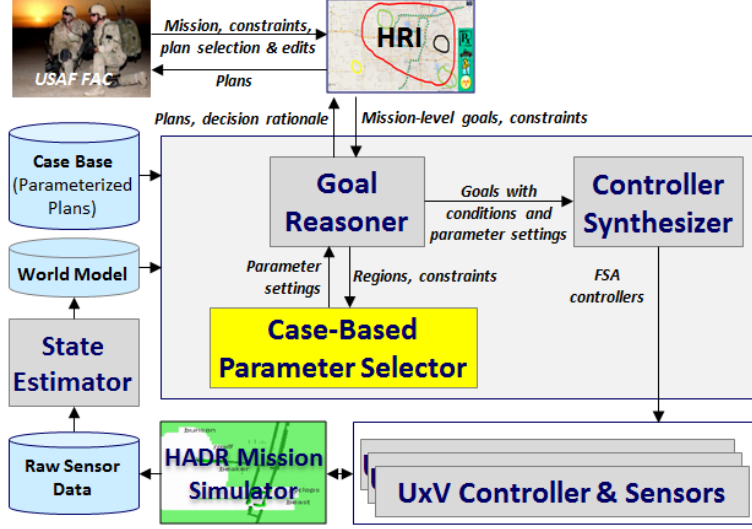 Mission, constraints,
plan selection & edits
USAF FAC
HRI
Plans
Plans, decision rationale
Mission-level goals, constraints
Case Base
(Parameterized
Plans)
Goal
Reasoner
Goals with
conditions and
parameter settings
Controller
Synthesizer
World Model
Parameter
settings
Regions, constraints
FSA
controllers
State
Estimator
Case-Based
Parameter Selector
Raw Sensor
Data
HADR Mission
Simulator
UxV Controller & Sensors